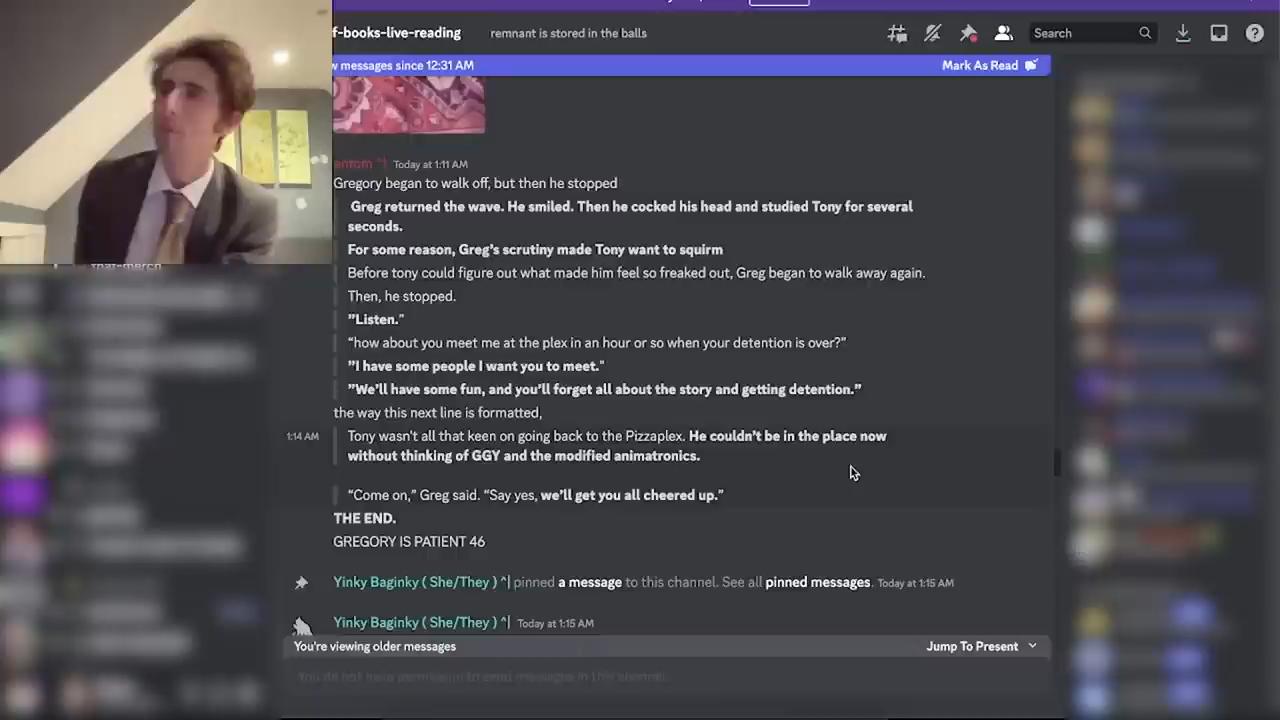 f-books-live-reading
remnant is stored in the balls
Search
messages since 12:31 AM
Mark As Read
Today at 1:11 AM
Gregory began to walk off, but then he stopped
Greg returned the wave. He smiled. Then he cocked his head and studied Tony for several
seconds.
For some reason, Greg's scrutiny made Tony want to squirm
Before tony could figure out what made him feel so freaked out, Greg began to walk away again.
Then, he stopped.
"Listen."
"how about you meet me at the plex in an hour or so when your detention is over?"
"I have some people I want you to meet."
"We'll have some fun, and you'll forget all about the story and getting detention."
the way this next line is formatted,
1:14 AM
Tony wasn't all that keen on going back to the Pizzaplex. He couldn't be in the place now
without thinking of GGY and the modified animatronics.
"Come on," Greg said. "Say yes, we'll get you all cheered up."
THE END.
GREGORY IS PATIENT 46
Yinky Baginky ( She/They ) ^| pinned a message to this channel. See all pinned messages. Today at 1:15 AM
Yinky Baginky ( She/They ) ^| Today at 1:15 AM
You're viewing older messages
Jump To Present
You do not have permission to send messages in this channel.